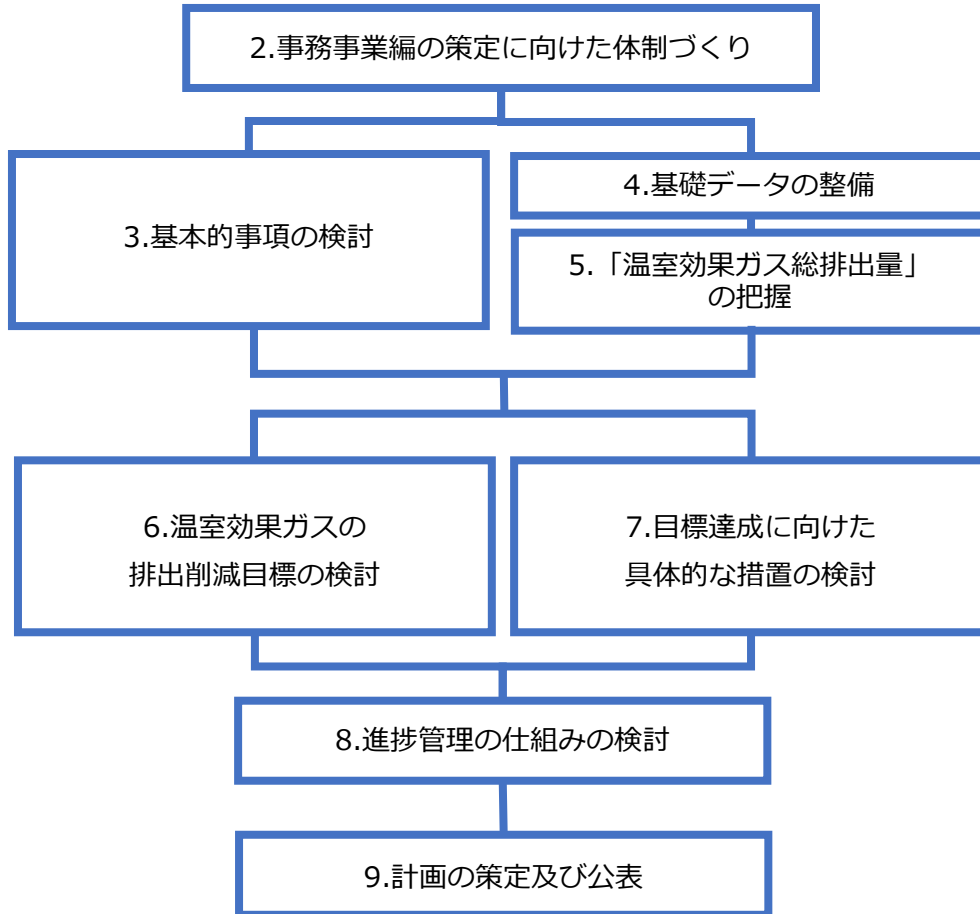 2.事務事業編の策定に向けた体制づくり
3.基本的事項の検討
4.基礎データの整備
5.「温室効果ガス総排出量」
の把握
6.温室効果ガスの
排出削減目標の検討
7.目標達成に向けた
具体的な措置の検討
8.進捗管理の仕組みの検討
9.計画の策定及び公表